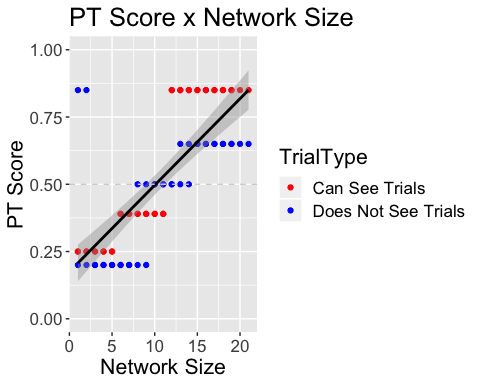 PT Score x Network Size
1.00
0.75
0.50
0.25
0.00
PT Score
0 5 10 15 20
Network Size
TrialType
Can See Trials
Does Not See Trials